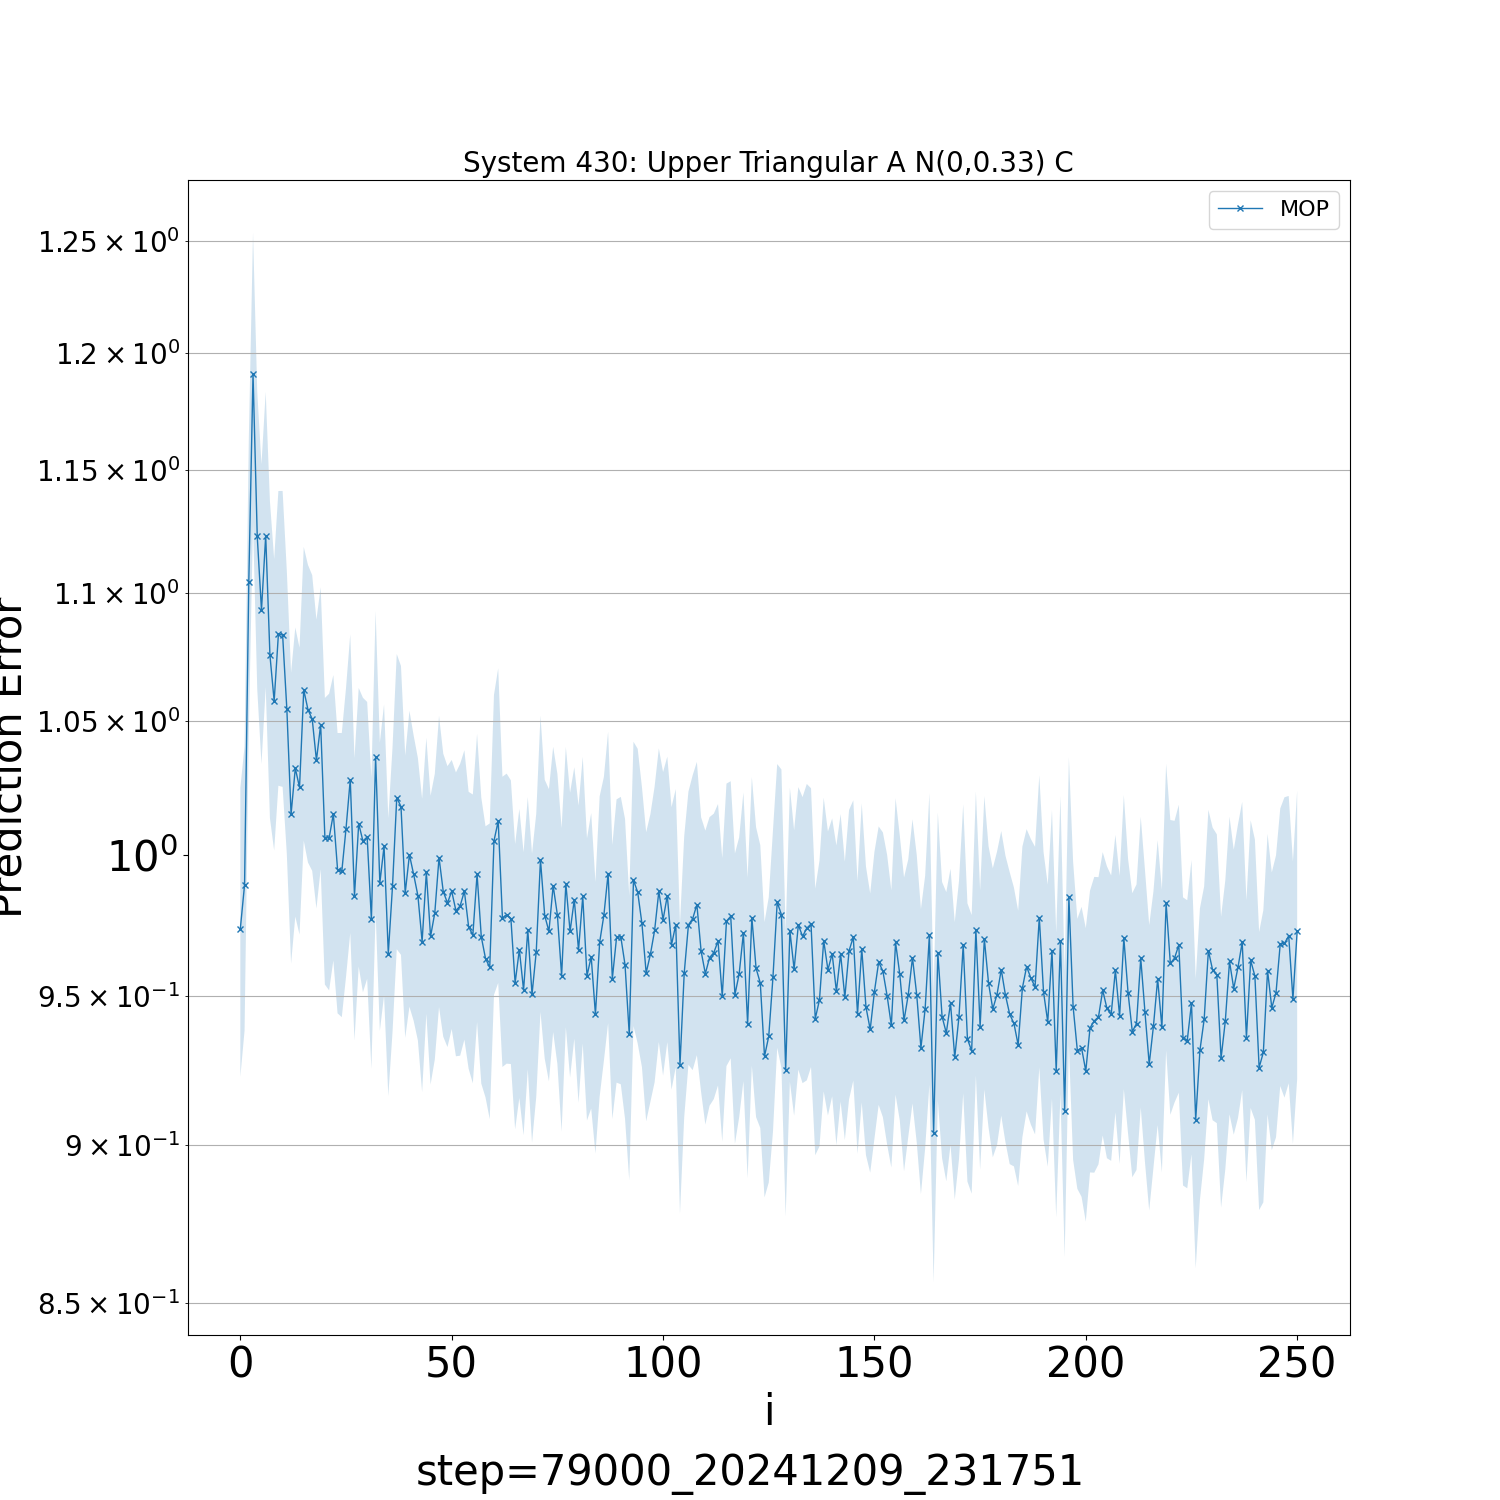 System 430: Upper Triangular A N(0,0.33) C
MOP
1.25 × 10⁰
1.2 × 10⁰
1.15 × 10⁰
1.1 × 10⁰
1.05 × 10⁰
10⁰
9.5 × 10⁻¹
9 × 10⁻¹
8.5 × 10⁻¹
Prediction Error
0 50 100 150 200 250
i
step=79000_20241209_231751